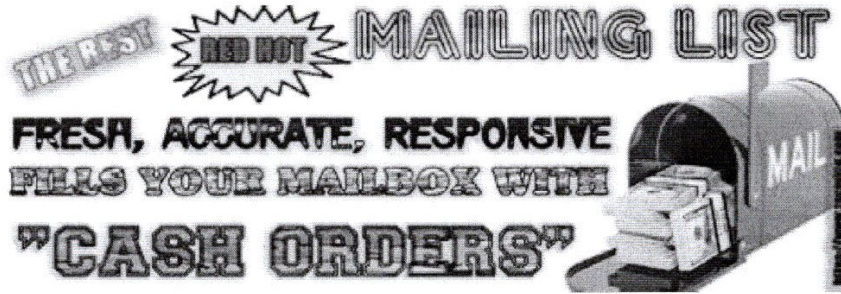 THE BEST
RED HOT
MAILING LIST
FRESH, ACCURATE, RESPONSIVE
FILLS YOUR MAILBOX WITH
"CASH ORDERS"
MAIL